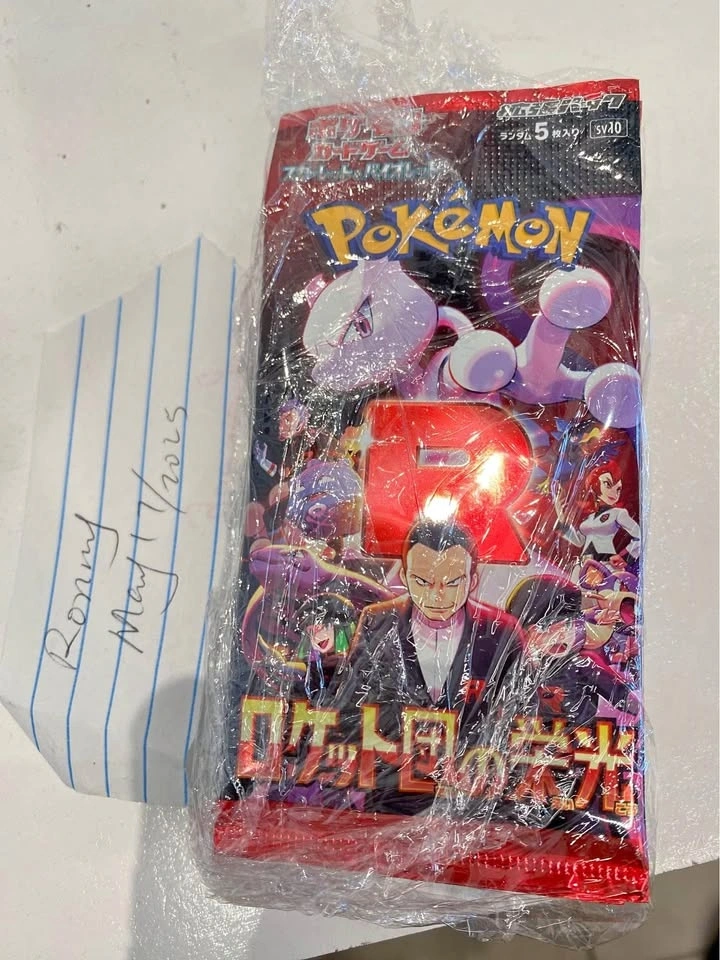 ポケモン
カードゲーム
スカーレット&バイオレット
拡張パック
ランダム5枚入り SV10
POKéMON
R
ロケット団の栄光
Ronny
May 17/2025